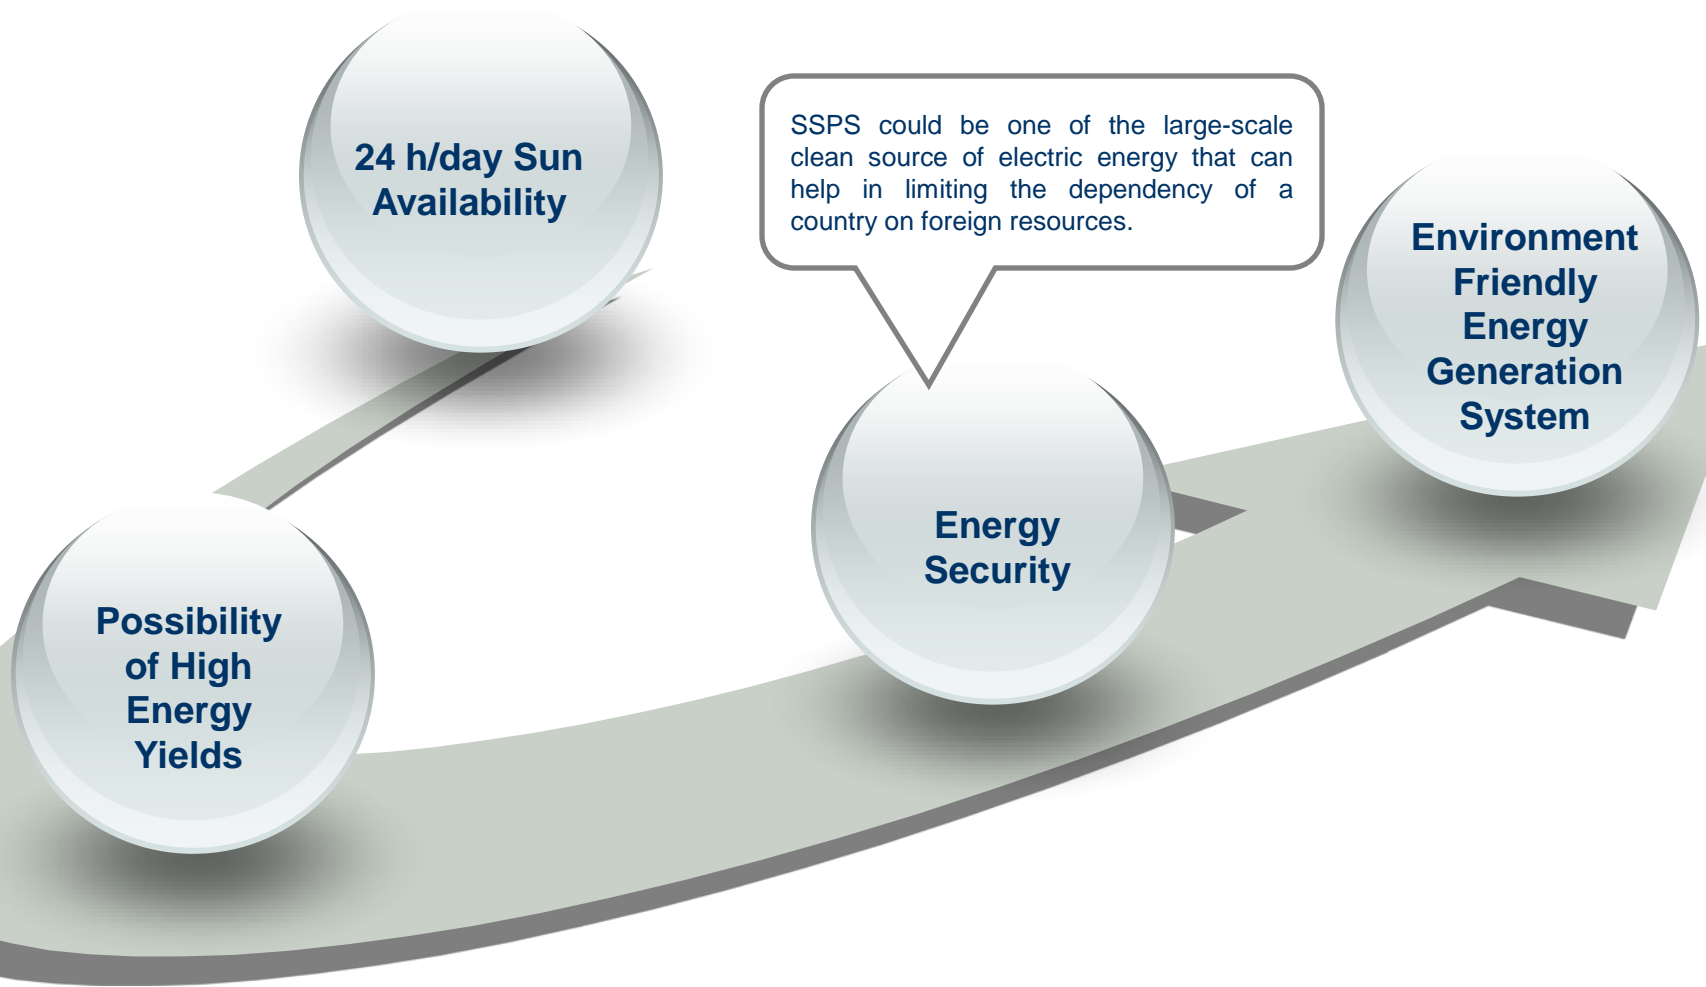 24 h/day Sun
Availability
SSPS could be one of the large-scale
clean source of electric energy that can
help in limiting the dependency of a
country on foreign resources.
Environment
Friendly
Energy
Generation
System
Energy
Security
Possibility
of High
Energy
Yields